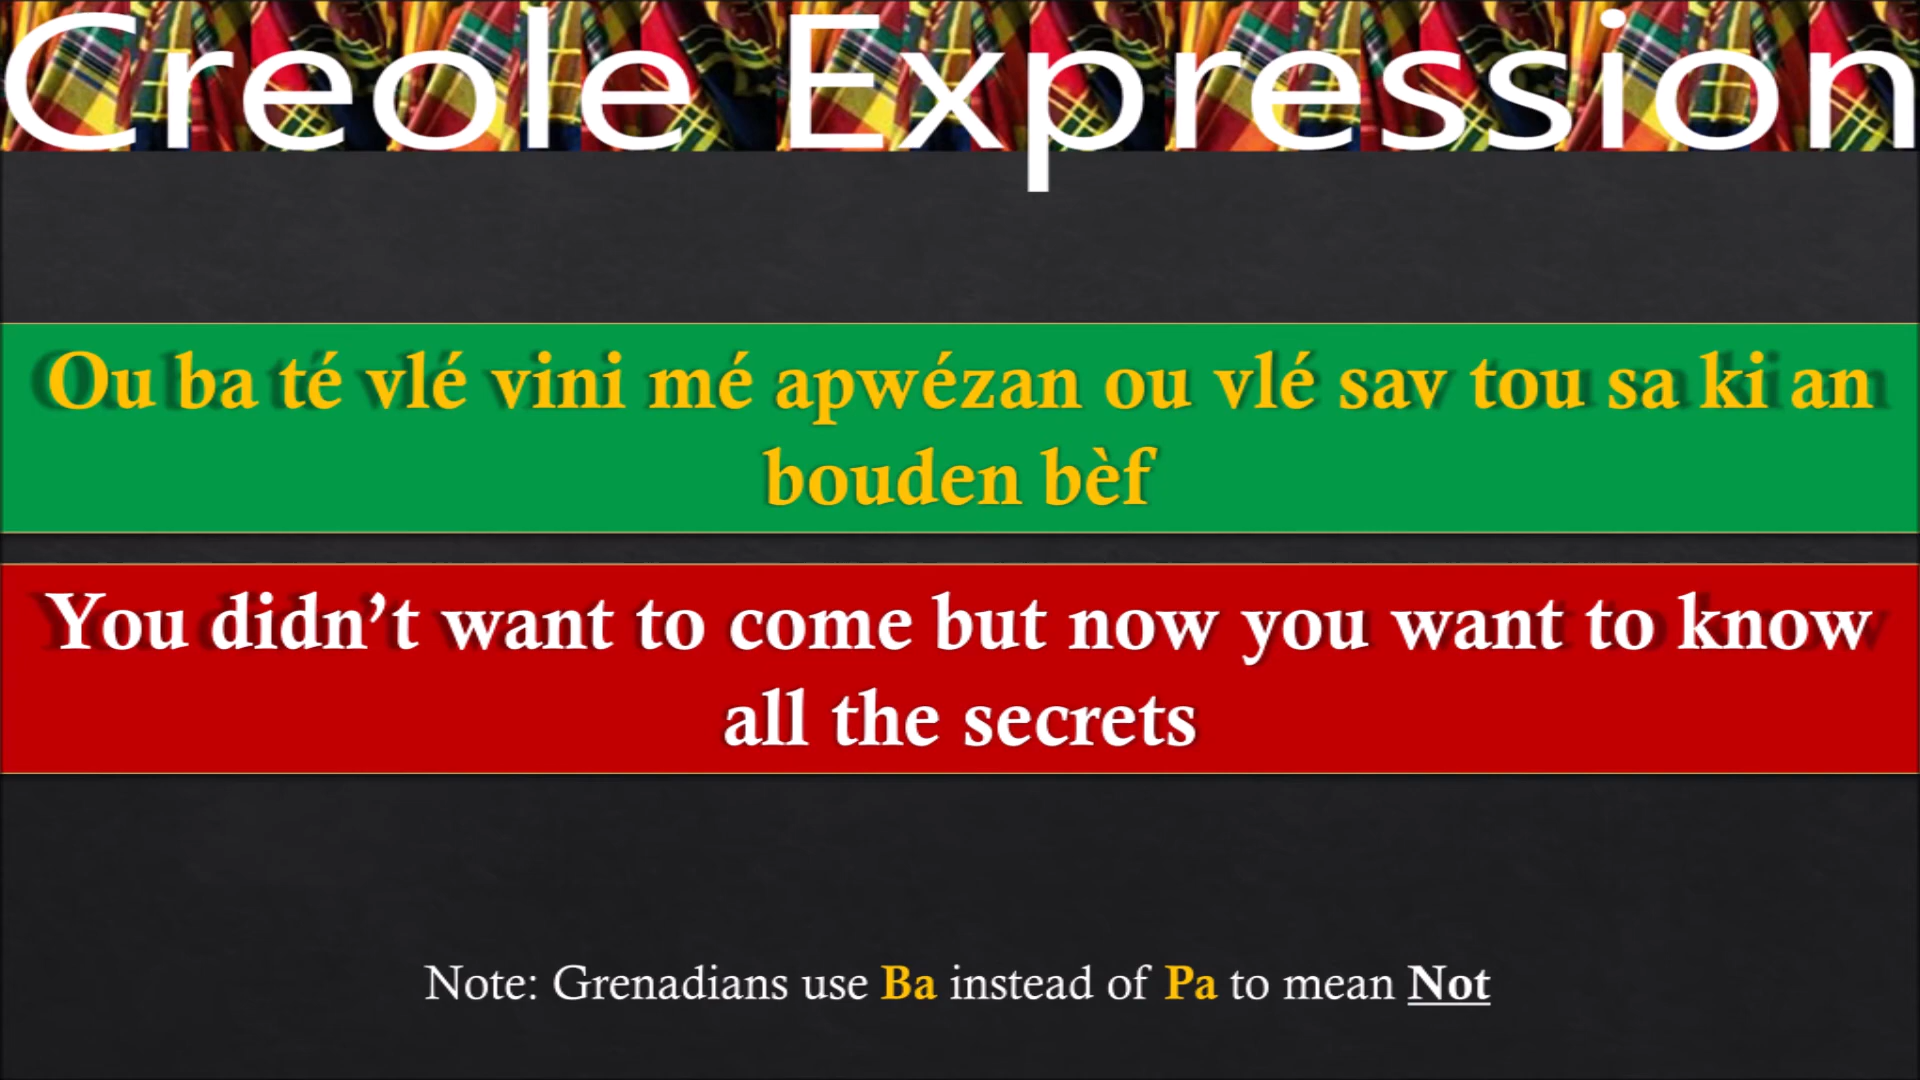 Creole Expression
Ou ba té vlé vini mé apwézan ou vlé sav tou sa ki an
bouden bèf
You didn’t want to come but now you want to know
all the secrets
Note: Grenadians use Ba instead of Pa to mean Not